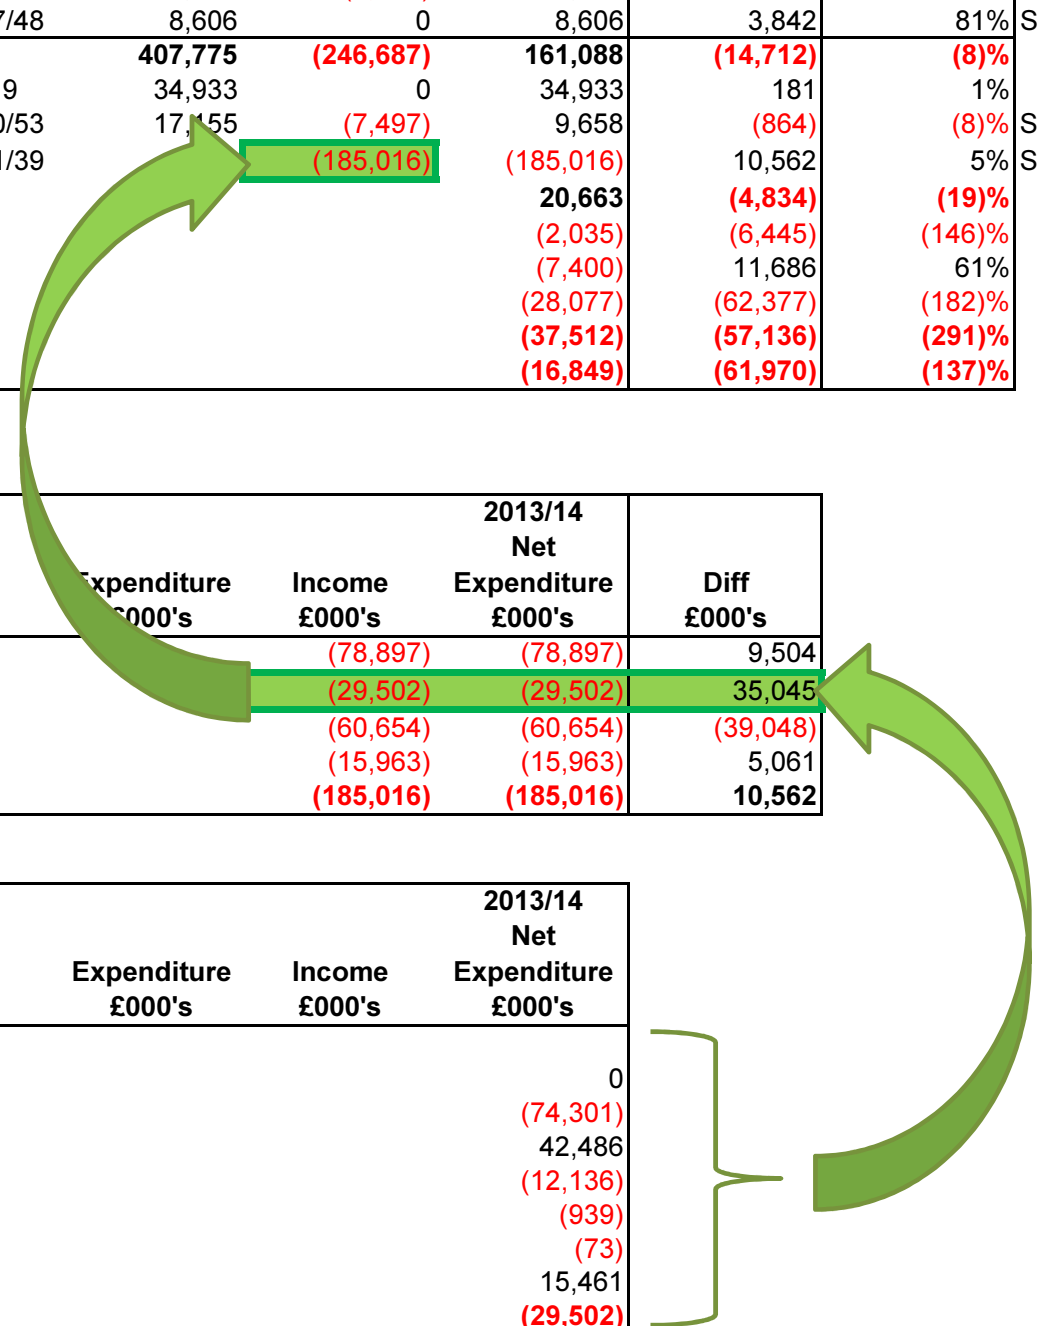 7/48 8,606 0 8,606 3,842 81% S
407,775 (246,687) 161,088 (14,712) (8)%
9 34,933 0 34,933 181 1%
0/53 17,155 (7,497) 9,658 (864) (8)% S
1/39 (185,016) (185,016) 10,562 5% S
20,663 (4,834) (19)%
(2,035) (6,445) (146)%
(7,400) 11,686 61%
(28,077) (62,377) (182)%
(37,512) (57,136) (291)%
(16,849) (61,970) (137)%
2013/14
Net
Expenditure Income Expenditure Diff
£000's £000's £000's £000's
(78,897) (78,897) 9,504
(29,502) (29,502) 35,045
(60,654) (60,654) (39,048)
(15,963) (15,963) 5,061
(185,016) (185,016) 10,562
2013/14
Net
Expenditure Income Expenditure
£000's £000's £000's
0
(74,301)
42,486
(12,136)
(939)
(73)
15,461
(29,502)